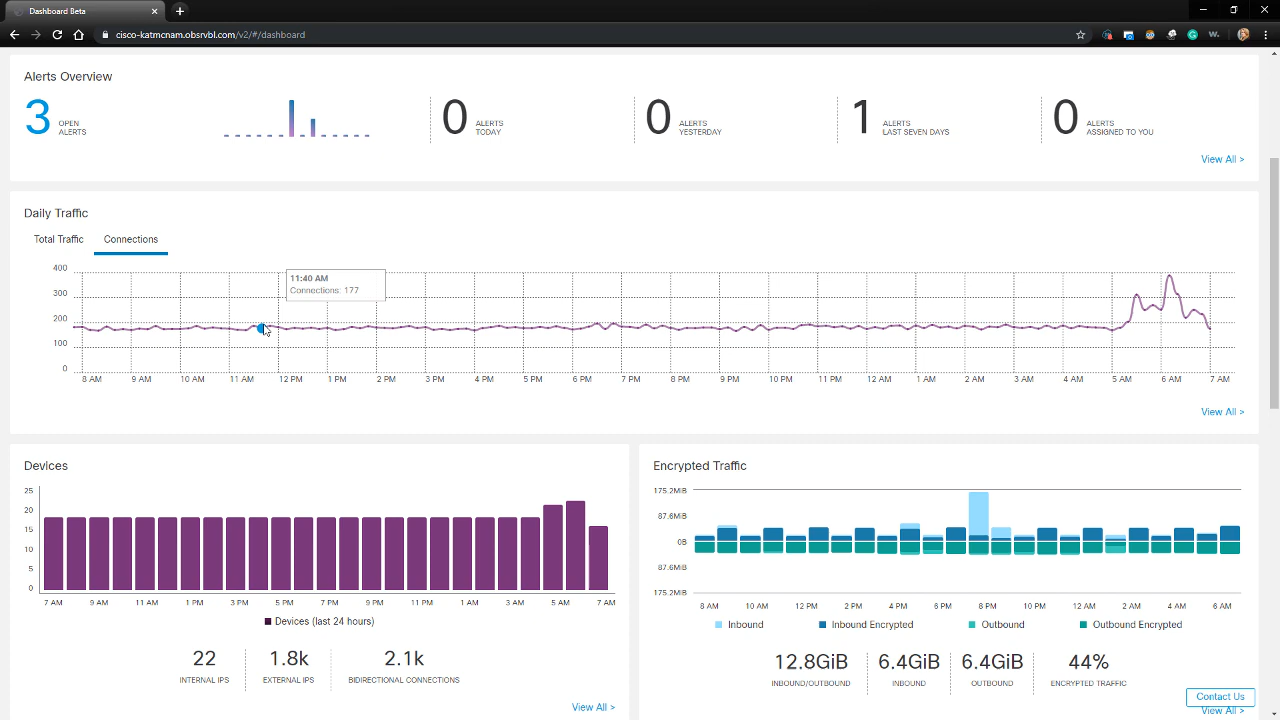 Dashboard Beta
cisco-katmcnam.obsrvbl.com/v2/#/dashboard
W.
Alerts Overview
3 OPEN ALERTS
0 ALERTS TODAY
0 ALERTS YESTERDAY
1 ALERTS LAST SEVEN DAYS
0 ALERTS ASSIGNED TO YOU
View All >
Daily Traffic
Total Traffic Connections
11:40 AM
Connections: 177
400
300
200
100
0
8 AM 9 AM 10 AM 11 AM 12 PM 1 PM 2 PM 3 PM 4 PM 5 PM 6 PM 7 PM 8 PM 9 PM 10 PM 11 PM 12 AM 1 AM 2 AM 3 AM 4 AM 5 AM 6 AM 7 AM
View All >
Devices
25
20
15
10
5
0
7 AM 9 AM 11 AM 1 PM 3 PM 5 PM 7 PM 9 PM 11 PM 1 AM 3 AM 5 AM 7 AM
Devices (last 24 hours)
22 1.8k 2.1k
INTERNAL IPS EXTERNAL IPS BIDIRECTIONAL CONNECTIONS
View All >
Encrypted Traffic
175.2MiB
87.6MiB
0B
87.6MiB
175.2MiB
8 AM 10 AM 12 PM 2 PM 4 PM 6 PM 8 PM 10 PM 12 AM 2 AM 4 AM 6 AM
Inbound Inbound Encrypted Outbound Outbound Encrypted
12.8GiB 6.4GiB 6.4GiB 44%
INBOUND/OUTBOUND INBOUND OUTBOUND ENCRYPTED TRAFFIC
Contact Us
View All >